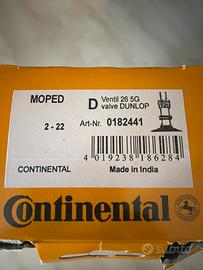 MOPED
D
Ventil 26 5G
valve DUNLOP
2 - 22
Art-Nr. 0182441
4 019238 186284
CONTINENTAL
Made in India
Continental
subito